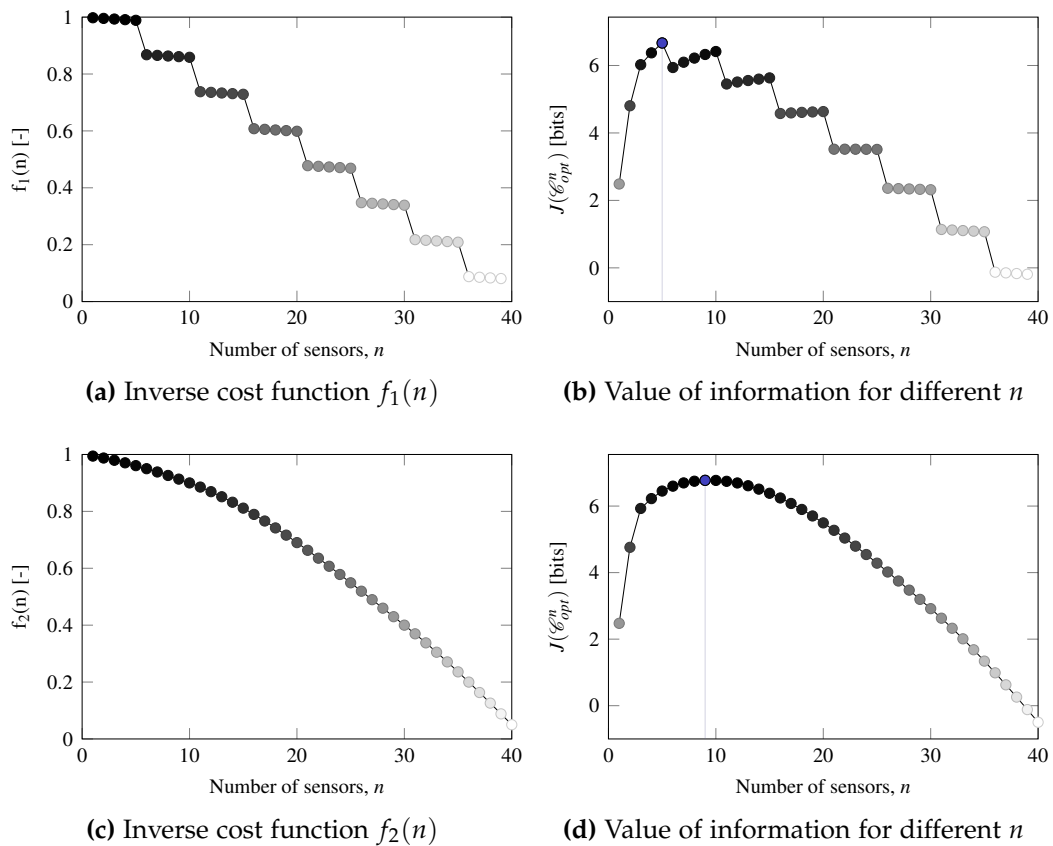 1
0.8
0.6
0.4
0.2
0
f₁(n) [-]
0 10 20 30 40
Number of sensors, n
(a) Inverse cost function f₁(n)
6
4
2
0
J(𝒞ⁿₒₚₜ) [bits]
0 10 20 30 40
Number of sensors, n
(b) Value of information for different n
1
0.8
0.6
0.4
0.2
0
f₂(n) [-]
0 10 20 30 40
Number of sensors, n
(c) Inverse cost function f₂(n)
6
4
2
0
J(𝒞ⁿₒₚₜ) [bits]
0 10 20 30 40
Number of sensors, n
(d) Value of information for different n